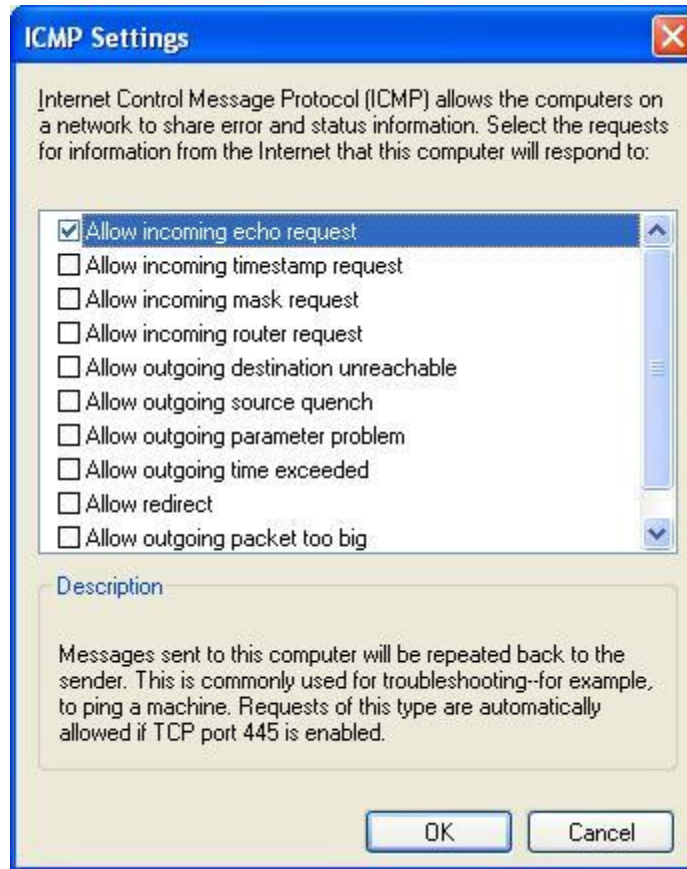 ICMP Settings
Internet Control Message Protocol (ICMP) allows the computers on
a network to share error and status information. Select the requests
for information from the Internet that this computer will respond to:
Allow incoming echo request
Allow incoming timestamp request
Allow incoming mask request
Allow incoming router request
Allow outgoing destination unreachable
Allow outgoing source quench
Allow outgoing parameter problem
Allow outgoing time exceeded
Allow redirect
Allow outgoing packet too big
Description
Messages sent to this computer will be repeated back to the
sender. This is commonly used for troubleshooting--for example,
to ping a machine. Requests of this type are automatically
allowed if TCP port 445 is enabled.
OK
Cancel